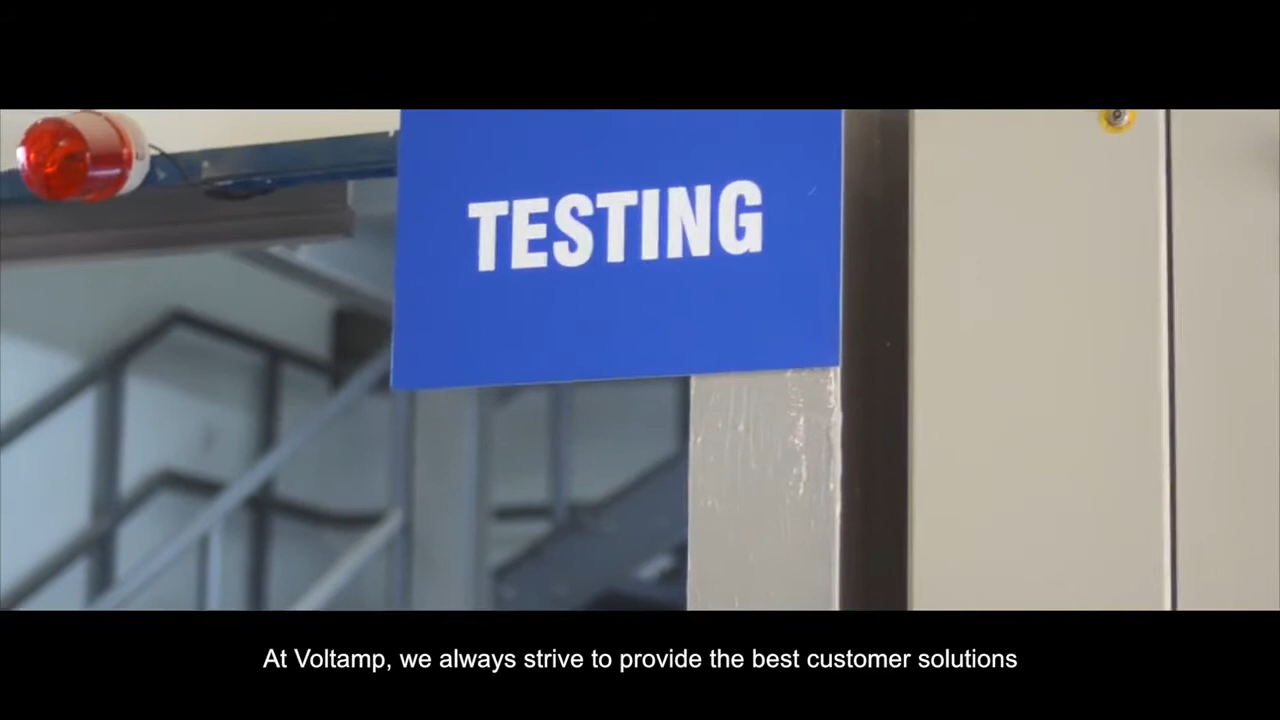 TESTING
At Voltamp, we always strive to provide the best customer solutions